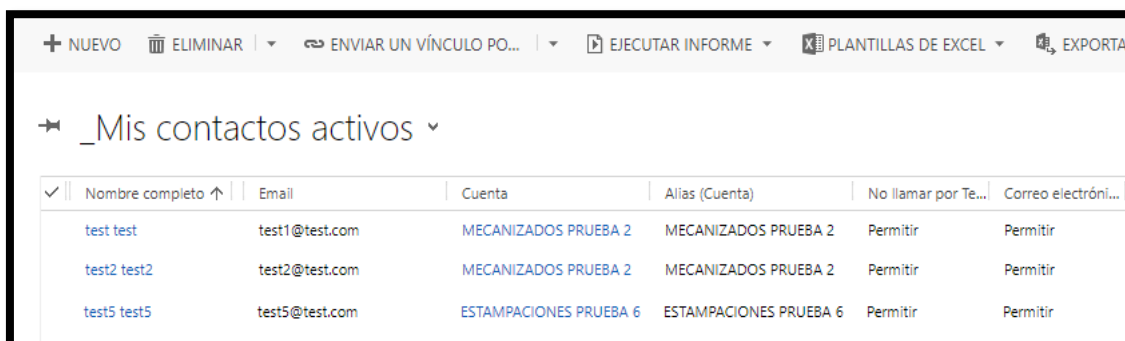 NUEVO ELIMINAR ENVIAR UN VÍNCULO PO... EJECUTAR INFORME PLANTILLAS DE EXCEL EXPORTA
_Mis contactos activos
Nombre completo Email Cuenta Alias (Cuenta) No llamar por Te... Correo electróni...
test test test1@test.com MECANIZADOS PRUEBA 2 MECANIZADOS PRUEBA 2 Permitir Permitir
test2 test2 test2@test.com MECANIZADOS PRUEBA 2 MECANIZADOS PRUEBA 2 Permitir Permitir
test5 test5 test5@test.com ESTAMPACIONES PRUEBA 6 ESTAMPACIONES PRUEBA 6 Permitir Permitir